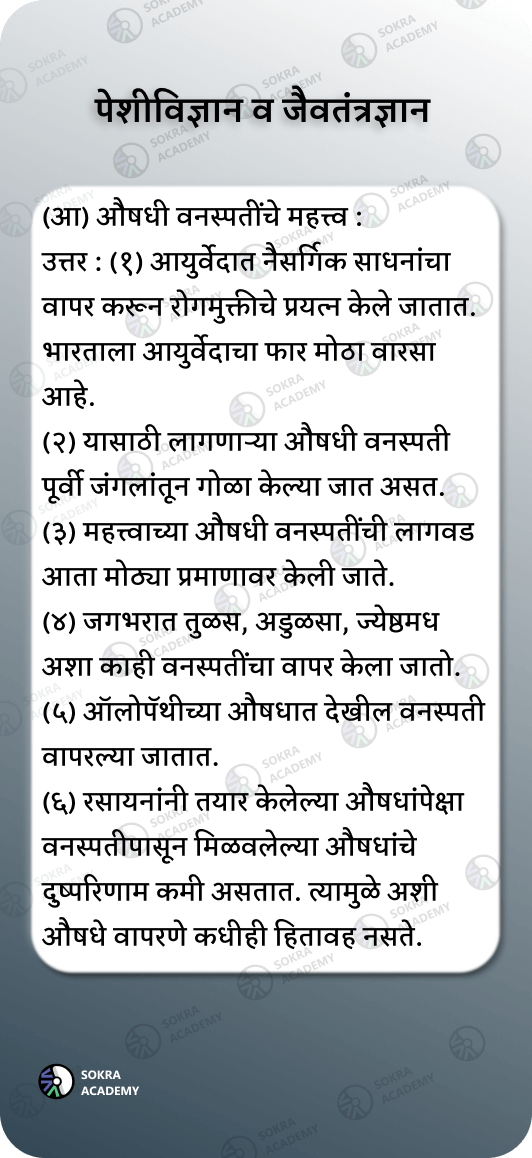 पेशीविज्ञान व जैवतंत्रज्ञान
(आ) औषधी वनस्पतींचे महत्त्व :
उत्तर : (१) आयुर्वेदात नैसर्गिक साधनांचा
वापर करून रोगमुक्तीचे प्रयत्न केले जातात.
भारताला आयुर्वेदाचा फार मोठा वारसा
आहे.
(२) यासाठी लागणाऱ्या औषधी वनस्पती
पूर्वी जंगलांतून गोळा केल्या जात असत.
(३) महत्त्वाच्या औषधी वनस्पतींची लागवड
आता मोठ्या प्रमाणावर केली जाते.
(४) जगभरात तुळस, अडुळसा, ज्येष्ठमध
अशा काही वनस्पतींचा वापर केला जातो.
(५) ऑलोपॅथीच्या औषधात देखील वनस्पती
वापरल्या जातात.
(६) रसायनांनी तयार केलेल्या औषधांपेक्षा
वनस्पतीपासून मिळवलेल्या औषधांचे
दुष्परिणाम कमी असतात. त्यामुळे अशी
औषधे वापरणे कधीही हितावह नसते.
SOKRA
ACADEMY